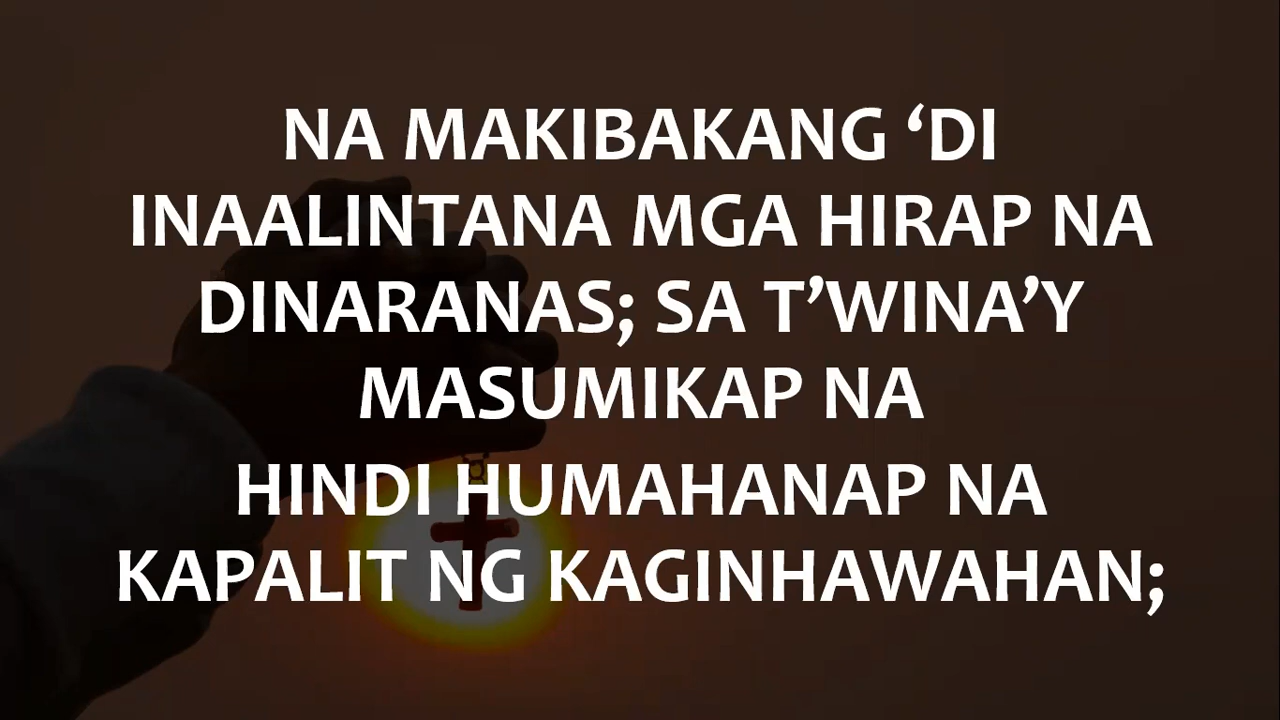 NA MAKIBAKANG ‘DI
INAALINTANA MGA HIRAP NA
DINARANAS; SA T’WINA’Y
MASUMIKAP NA
HINDI HUMAHANAP NA
KAPALIT NG KAGINHAWAHAN;